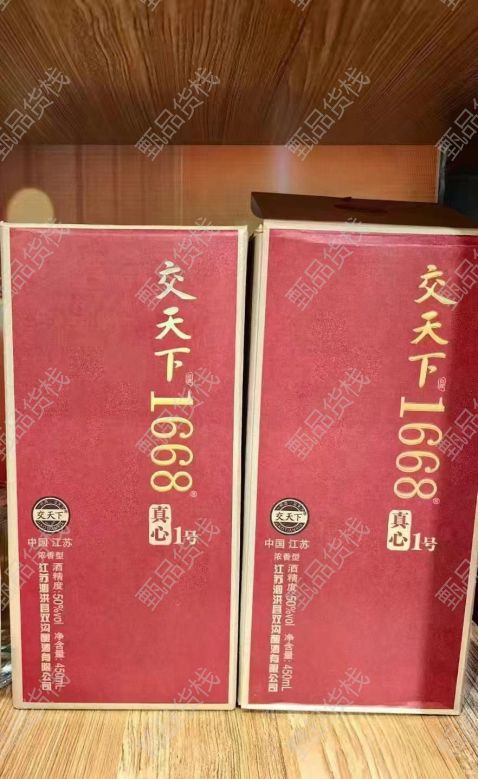 交天下
1668®
真心1号
交天下
中国 江苏
浓香型
酒精度:50%vol 净含量:450mL
江苏泗洪县双沟酿酒有限公司
交天下
1668®
真心1号
交天下
中国 江苏
浓香型
酒精度:50%vol 净含量:450mL
江苏泗洪县双沟酿酒有限公司
甄品货栈